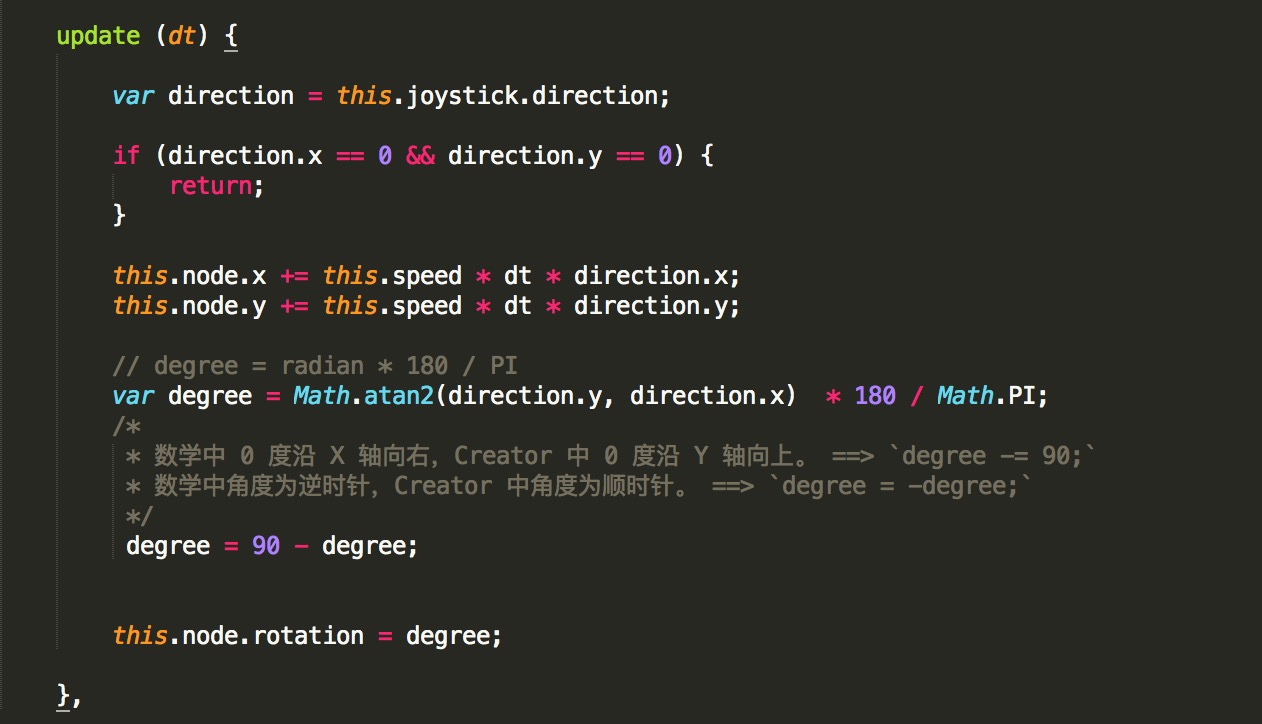 update (dt) {
var direction = this.joystick.direction;
if (direction.x == 0 && direction.y == 0) {
return;
}
this.node.x += this.speed * dt * direction.x;
this.node.y += this.speed * dt * direction.y;
// degree = radian * 180 / PI
var degree = Math.atan2(direction.y, direction.x)  * 180 / Math.PI;
/*
* 数学中 0 度沿 X 轴向右，Creator 中 0 度沿 Y 轴向上。 ==> `degree -= 90;`
* 数学中角度为逆时针，Creator 中角度为顺时针。 ==> `degree = -degree;`
*/
degree = 90 - degree;
this.node.rotation = degree;
},